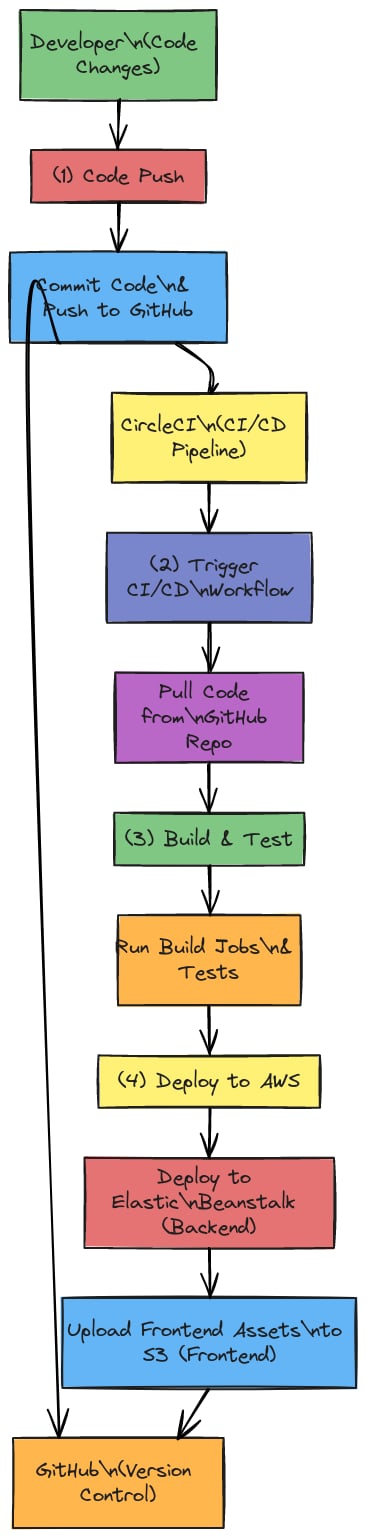 Developer\n(Code
Changes)
(1) Code Push
Commit Code\n&
Push to GitHub
CircleCI\n(CI/CD
Pipeline)
(2) Trigger
CI/CD\nWorkflow
Pull Code
from\nGitHub
Repo
(3) Build & Test
Run Build Jobs\n&
Tests
(4) Deploy to AWS
Deploy to
Elastic\nBeanstalk
(Backend)
Upload Frontend Assets\nto
S3 (Frontend)
GitHub\n(Version
Control)